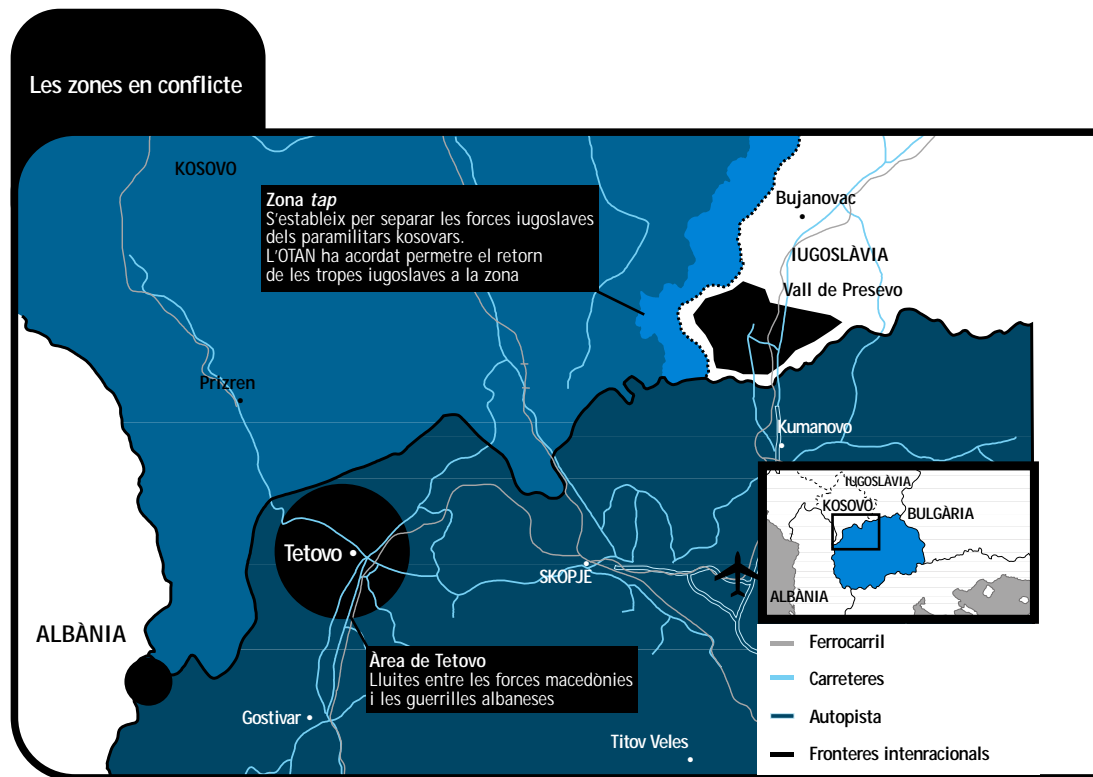 Les zones en conflicte
KOSOVO
Zona tap
S'estableix per separar les forces iugoslaves
dels paramilitars kosovars.
L'OTAN ha acordat permetre el retorn
de les tropes iugoslaves a la zona
Bujanovac
IUGOSLÀVIA
Vall de Presevo
Prizren
Kumanovo
IUGOSLÀVIA
KOSOVO
BULGÀRIA
ALBÀNIA
Tetovo
SKOPJE
ALBÀNIA
Àrea de Tetovo
Lluites entre les forces macedònies
i les guerrilles albaneses
Gostivar
Titov Veles
Ferrocarril
Carreteres
Autopista
Fronteres intenracionals